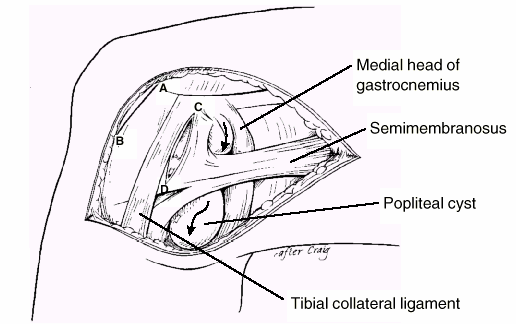 A
C
B
D
Medial head of
gastrocnemius
Semimembranosus
Popliteal cyst
after Craig
Tibial collateral ligament